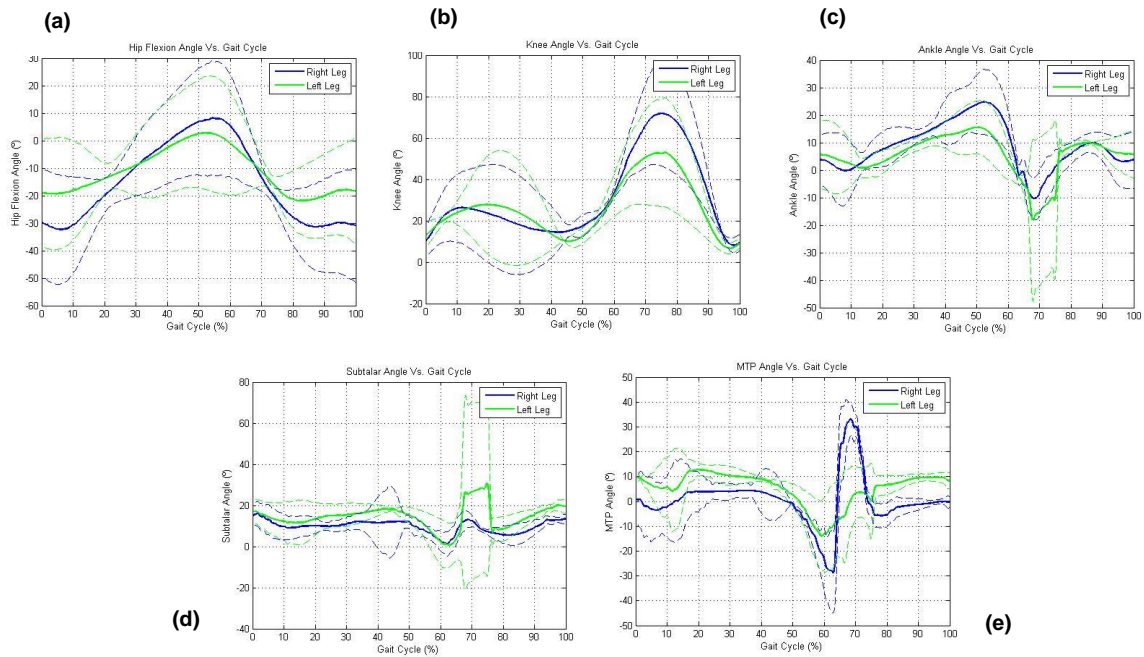 (a)
Hip Flexion Angle Vs. Gait Cycle
Right Leg
Left Leg
Hip Flexion Angle (º)
30
20
10
0
-10
-20
-30
-40
-50
-60
0 10 20 30 40 50 60 70 80 90 100
Gait Cycle (%)
(b)
Knee Angle Vs. Gait Cycle
Right Leg
Left Leg
Knee Angle (º)
100
80
60
40
20
0
-20
0 10 20 30 40 50 60 70 80 90 100
Gait Cycle (%)
(c)
Ankle Angle Vs. Gait Cycle
Right Leg
Left Leg
Ankle Angle (º)
40
30
20
10
0
-10
-20
-30
-40
-50
0 10 20 30 40 50 60 70 80 90 100
Gait Cycle (%)
Subtalar Angle Vs. Gait Cycle
Right Leg
Left Leg
Subtalar Angle (º)
80
60
40
20
0
-20
-40
0 10 20 30 40 50 60 70 80 90 100
Gait Cycle (%)
(d)
MTP Angle Vs. Gait Cycle
Right Leg
Left Leg
MTP Angle (º)
50
40
30
20
10
0
-10
-20
-30
-40
-50
0 10 20 30 40 50 60 70 80 90 100
Gait Cycle (%)
(e)